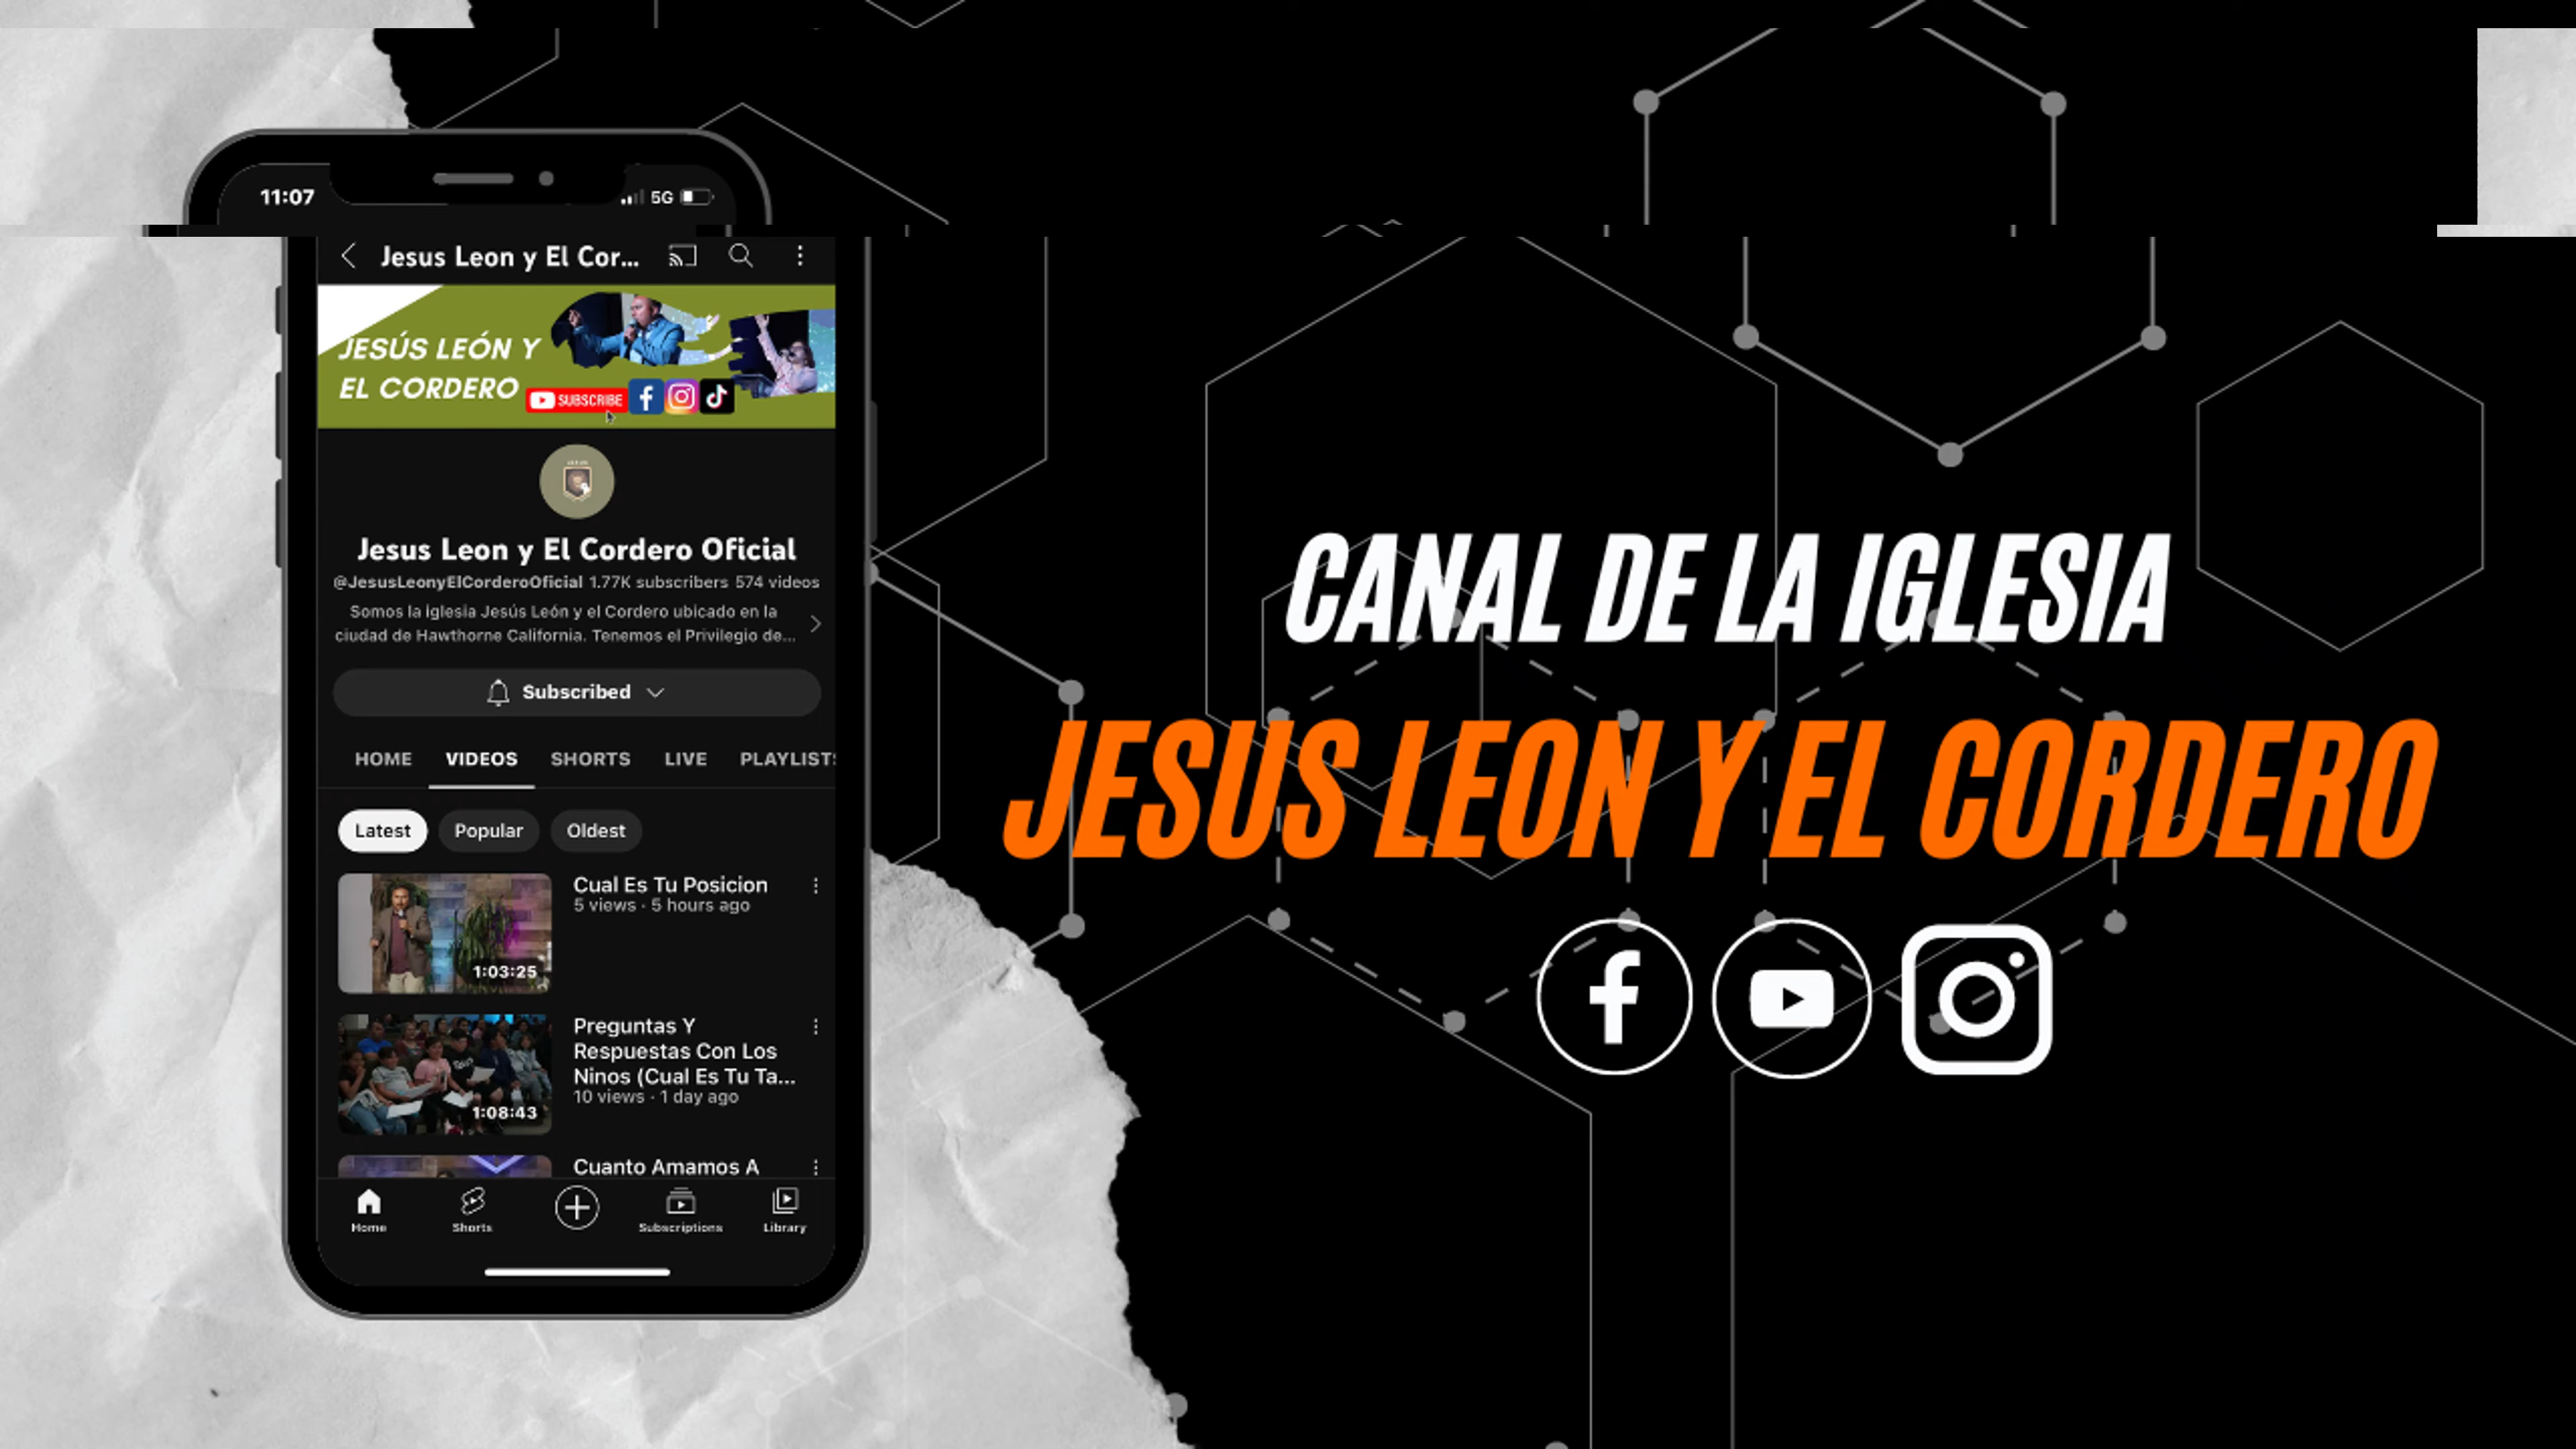 11:07
5G
Jesus Leon y El Cor...
JESÚS LEÓN Y
EL CORDERO
SUBSCRIBE
Jesus Leon y El Cordero Oficial
@JesusLeonyElCorderoOficial 1.77K subscribers 574 videos
Somos la iglesia Jesús León y el Cordero ubicado en la
ciudad de Hawthorne California. Tenemos el Privilegio de...
Subscribed
HOME VIDEOS SHORTS LIVE PLAYLISTS
Latest Popular Oldest
Cual Es Tu Posicion
5 views · 5 hours ago
1:03:25
Preguntas Y
Respuestas Con Los
Ninos (Cual Es Tu Ta...
10 views · 1 day ago
1:08:43
Cuanto Amamos A
Home Shorts Subscriptions Library
CANAL DE LA IGLESIA
JESUS LEON Y EL CORDERO